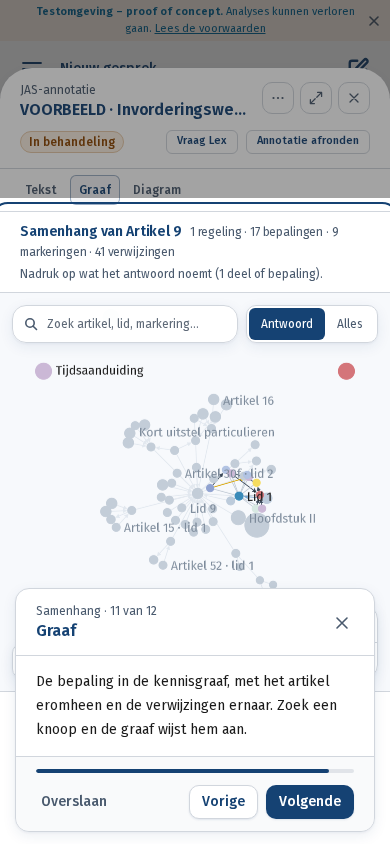 Testomgeving – proof of concept. Analyses kunnen verloren
gaan. Lees de voorwaarden
Nieuw gesprek
JAS-annotatie
VOORBEELD · Invorderingswe...
In behandeling
Vraag Lex
Annotatie afronden
Tekst
Graaf
Diagram
Samenhang van Artikel 9 1 regeling · 17 bepalingen · 9
markeringen · 41 verwijzingen
Nadruk op wat het antwoord noemt (1 deel of bepaling).
Zoek artikel, lid, markering...
Antwoord
Alles
Tijdsaanduiding
Artikel 16
Kort uitstel particulieren
Artikel 30f · lid 2
Lid 1
Lid 9
Hoofdstuk II
Artikel 15 · lid 1
Artikel 52 · lid 1
Samenhang · 11 van 12
Graaf
De bepaling in de kennisgraaf, met het artikel
eromheen en de verwijzingen ernaar. Zoek een
knoop en de graaf wijst hem aan.
Overslaan
Vorige
Volgende